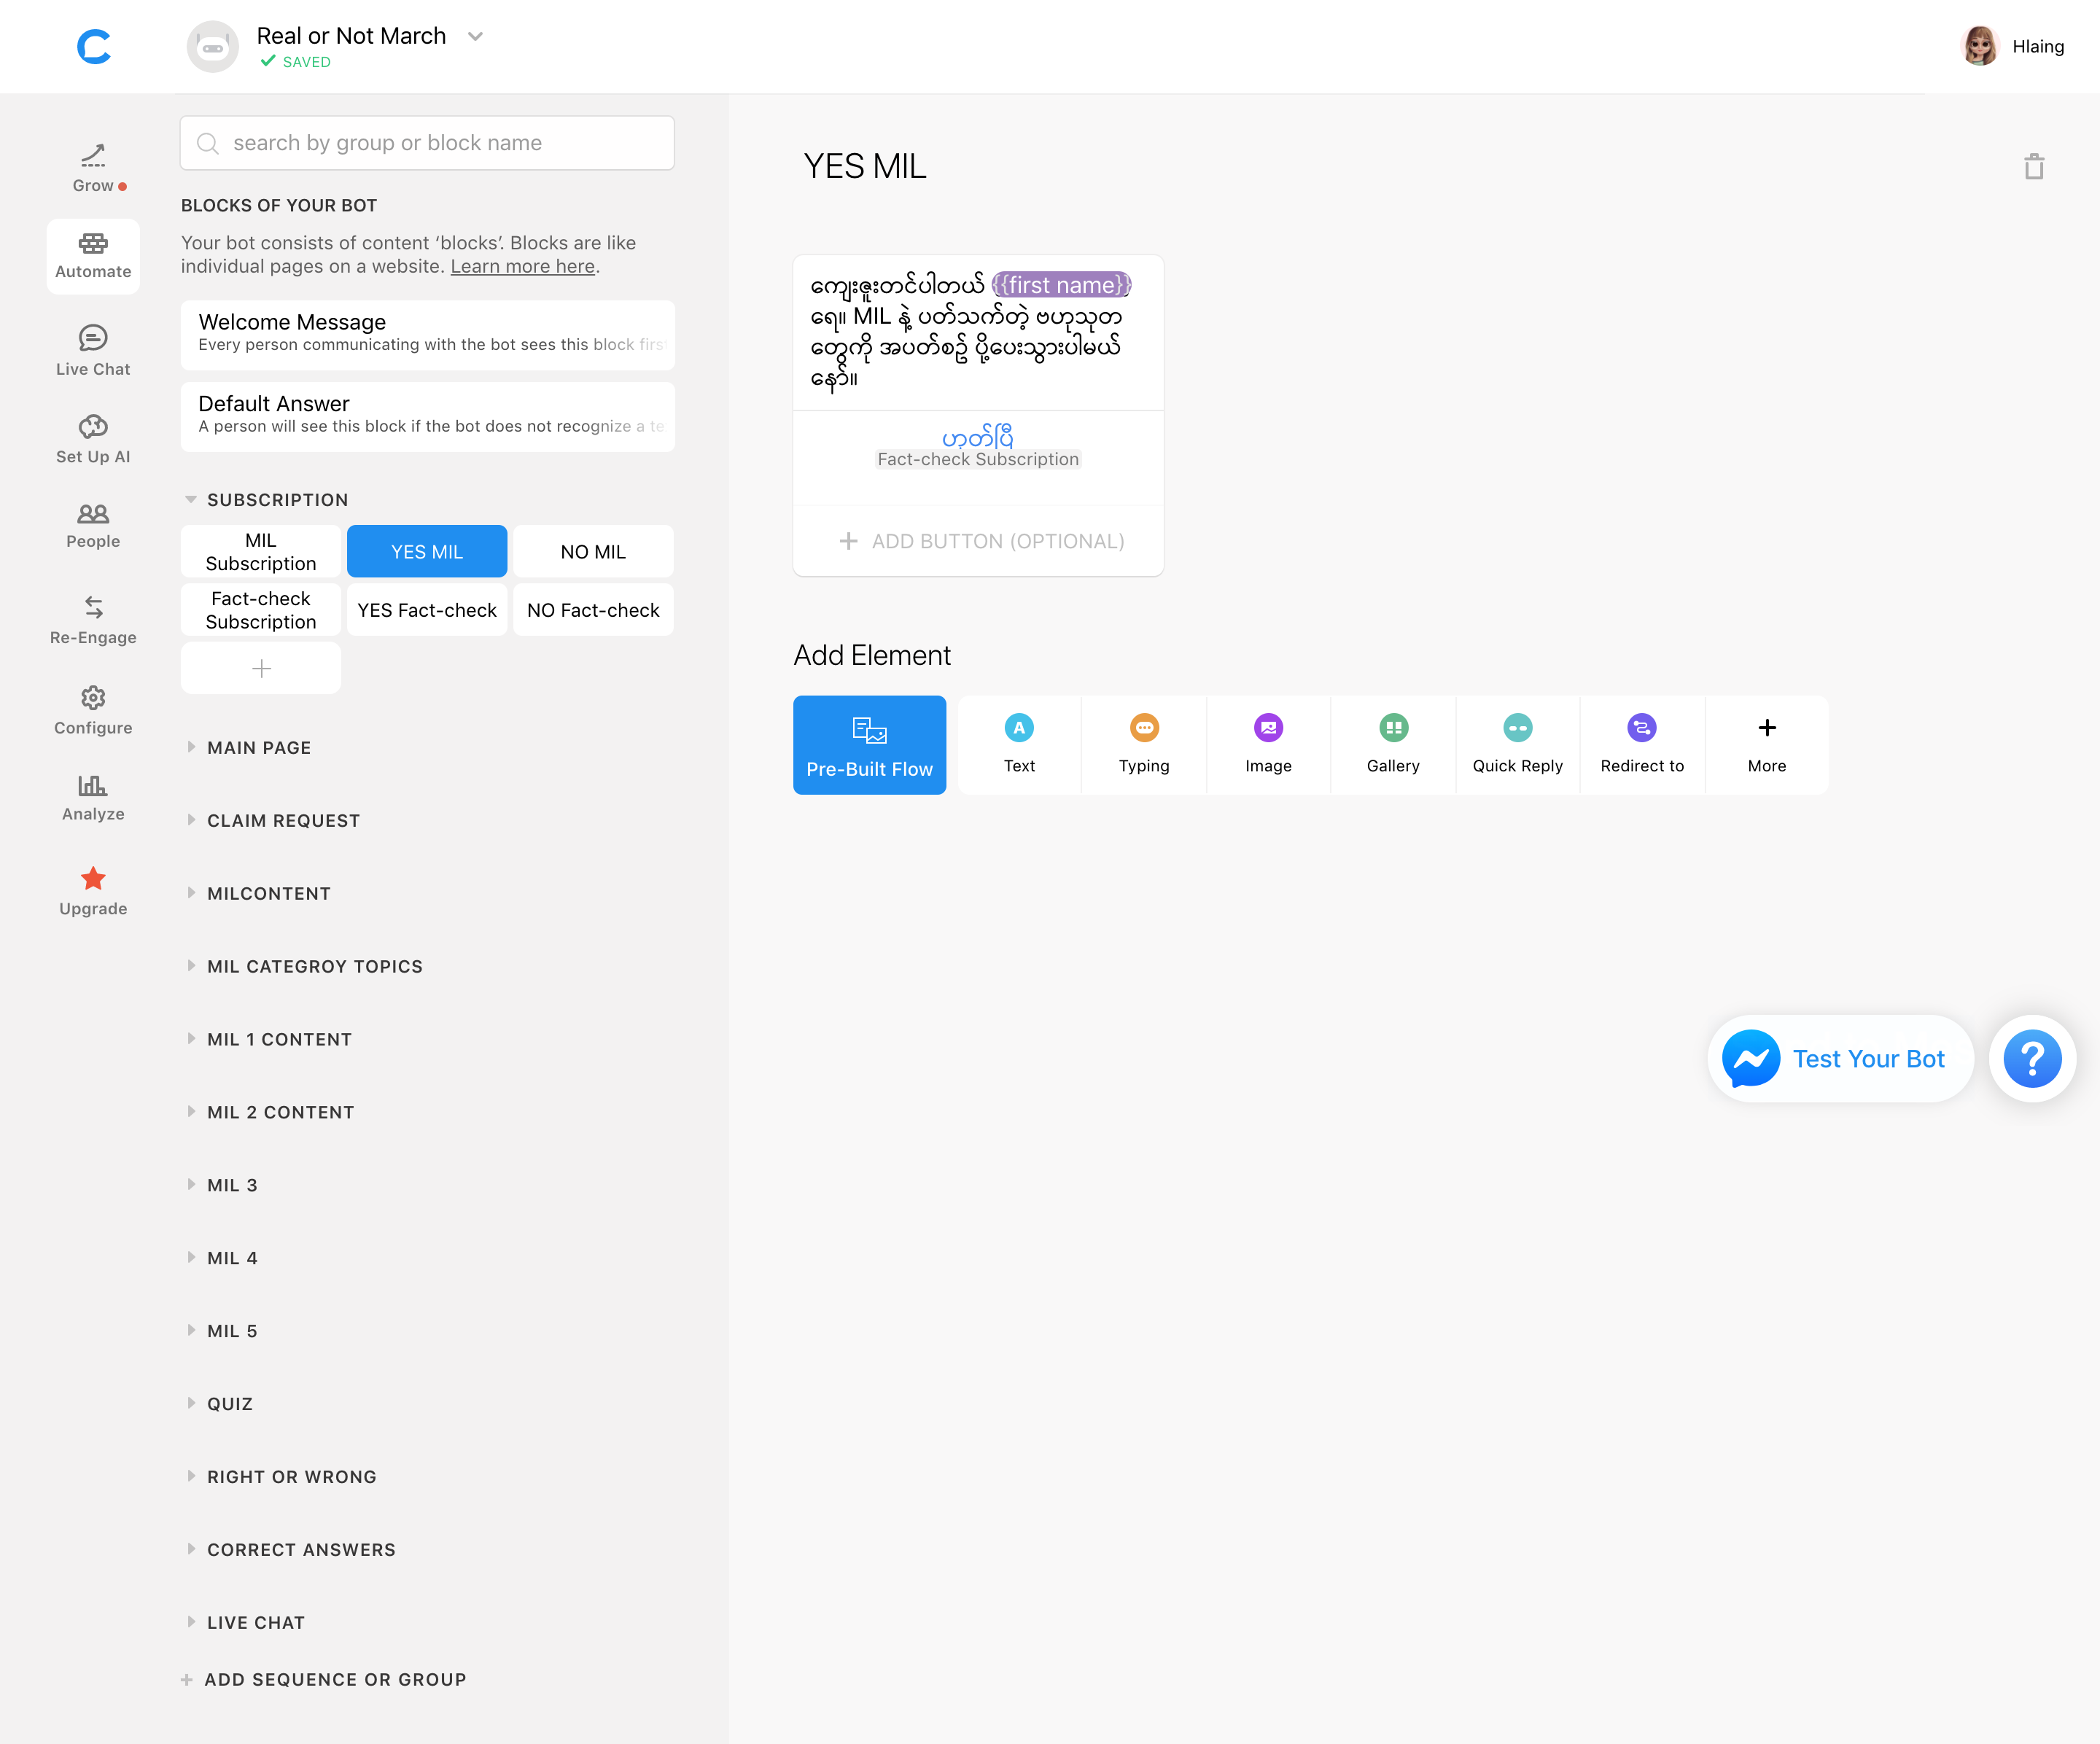 Real or Not March
SAVED
Hlaing
Grow
Automate
Live Chat
Set Up AI
People
Re-Engage
Configure
Analyze
Upgrade
search by group or block name
BLOCKS OF YOUR BOT
Your bot consists of content ‘blocks’. Blocks are like
individual pages on a website. Learn more here.
Welcome Message
Every person communicating with the bot sees this block first
Default Answer
A person will see this block if the bot does not recognize a te
SUBSCRIPTION
MIL
Subscription
YES MIL
NO MIL
Fact-check
Subscription
YES Fact-check
NO Fact-check
MAIN PAGE
CLAIM REQUEST
MILCONTENT
MIL CATEGROY TOPICS
MIL 1 CONTENT
MIL 2 CONTENT
MIL 3
MIL 4
MIL 5
QUIZ
RIGHT OR WRONG
CORRECT ANSWERS
LIVE CHAT
ADD SEQUENCE OR GROUP
YES MIL
ကျေးဇူးတင်ပါတယ် {{first name}}
ရေ။ MIL နဲ့ ပတ်သက်တဲ့ ဗဟုသုတ
တွေကို အပတ်စဥ် ပို့ပေးသွားပါမယ်
နော်။
ဟုတ်ပြီ
Fact-check Subscription
ADD BUTTON (OPTIONAL)
Add Element
Pre-Built Flow
Text
Typing
Image
Gallery
Quick Reply
Redirect to
More
Test Your Bot